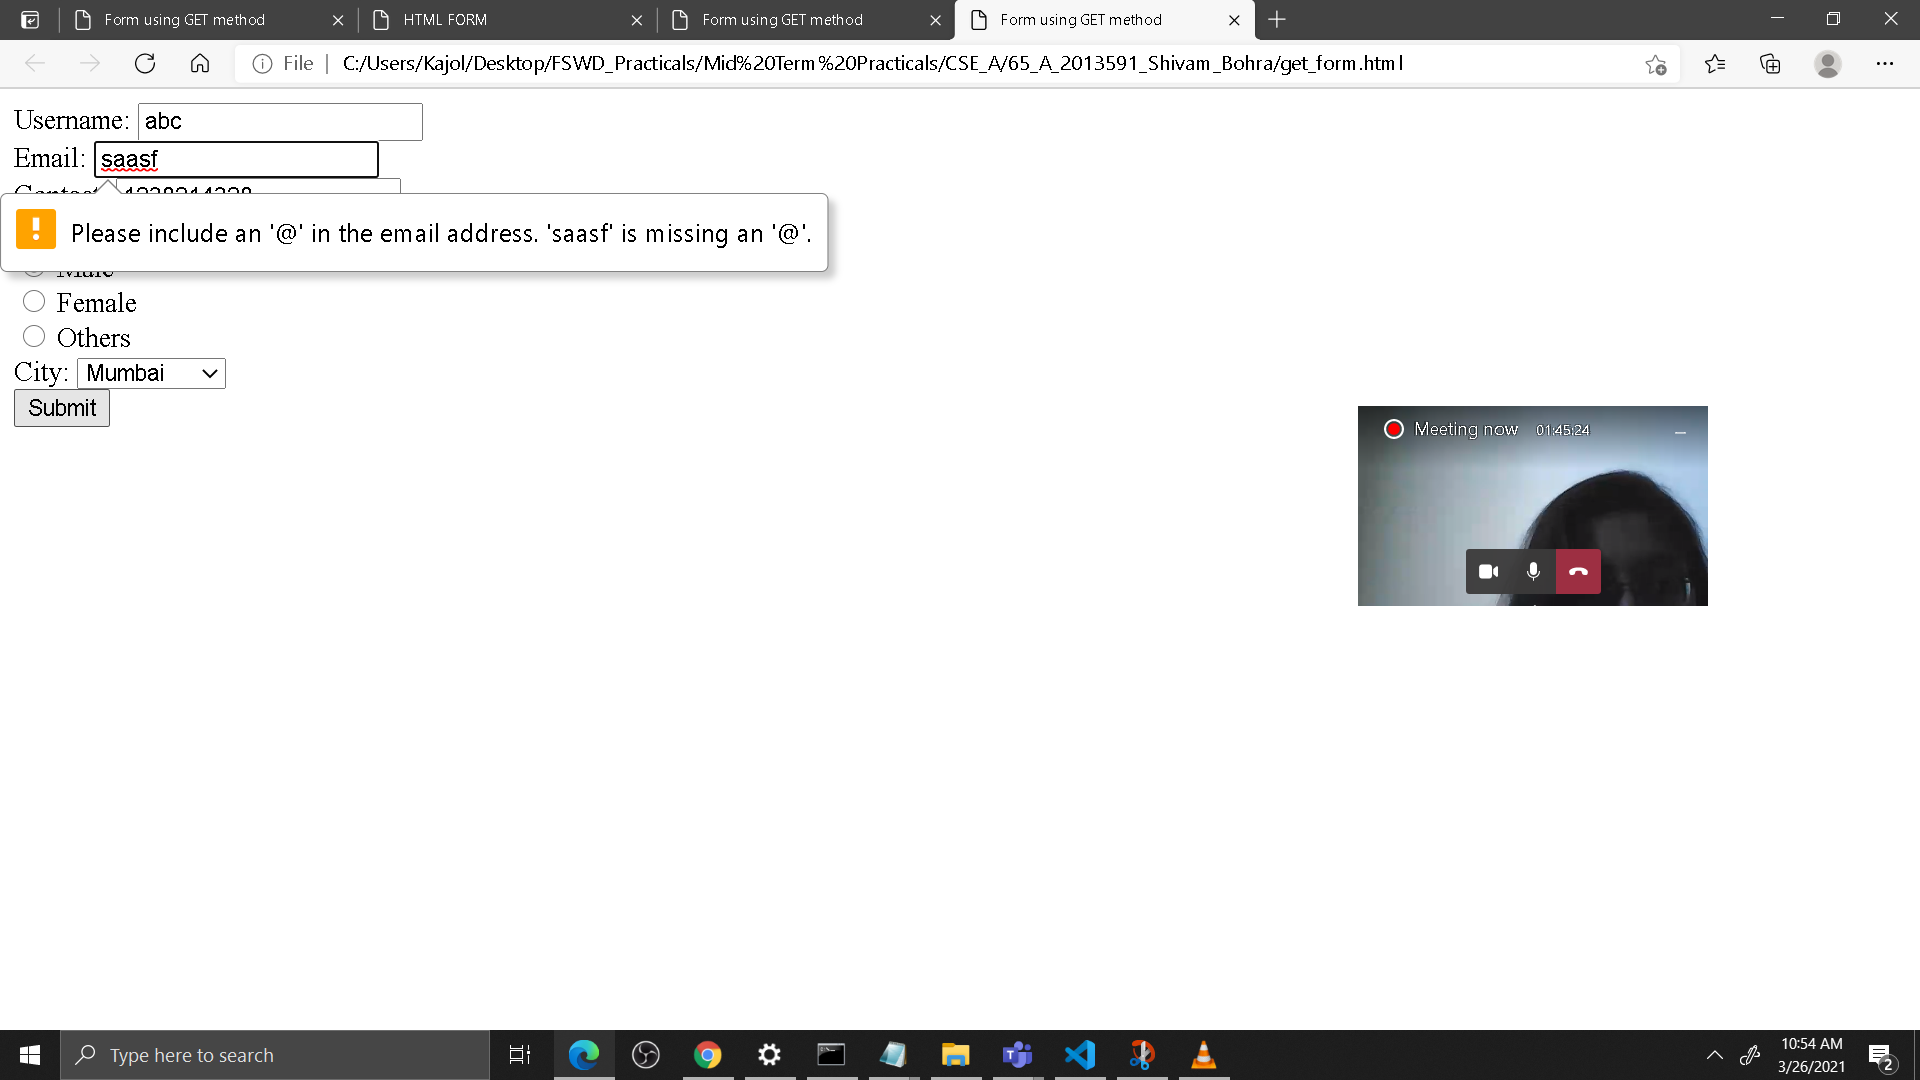 Form using GET method
HTML FORM
Form using GET method
Form using GET method
File
C:/Users/Kajol/Desktop/FSWD_Practicals/Mid%20Term%20Practicals/CSE_A/65_A_2013591_Shivam_Bohra/get_form.html
Username: abc
Email: saasf
Please include an '@' in the email address. 'saasf' is missing an '@'.
Male
Female
Others
City: Mumbai
Submit
Meeting now 01:45:24
Type here to search
10:54 AM
3/26/2021
2